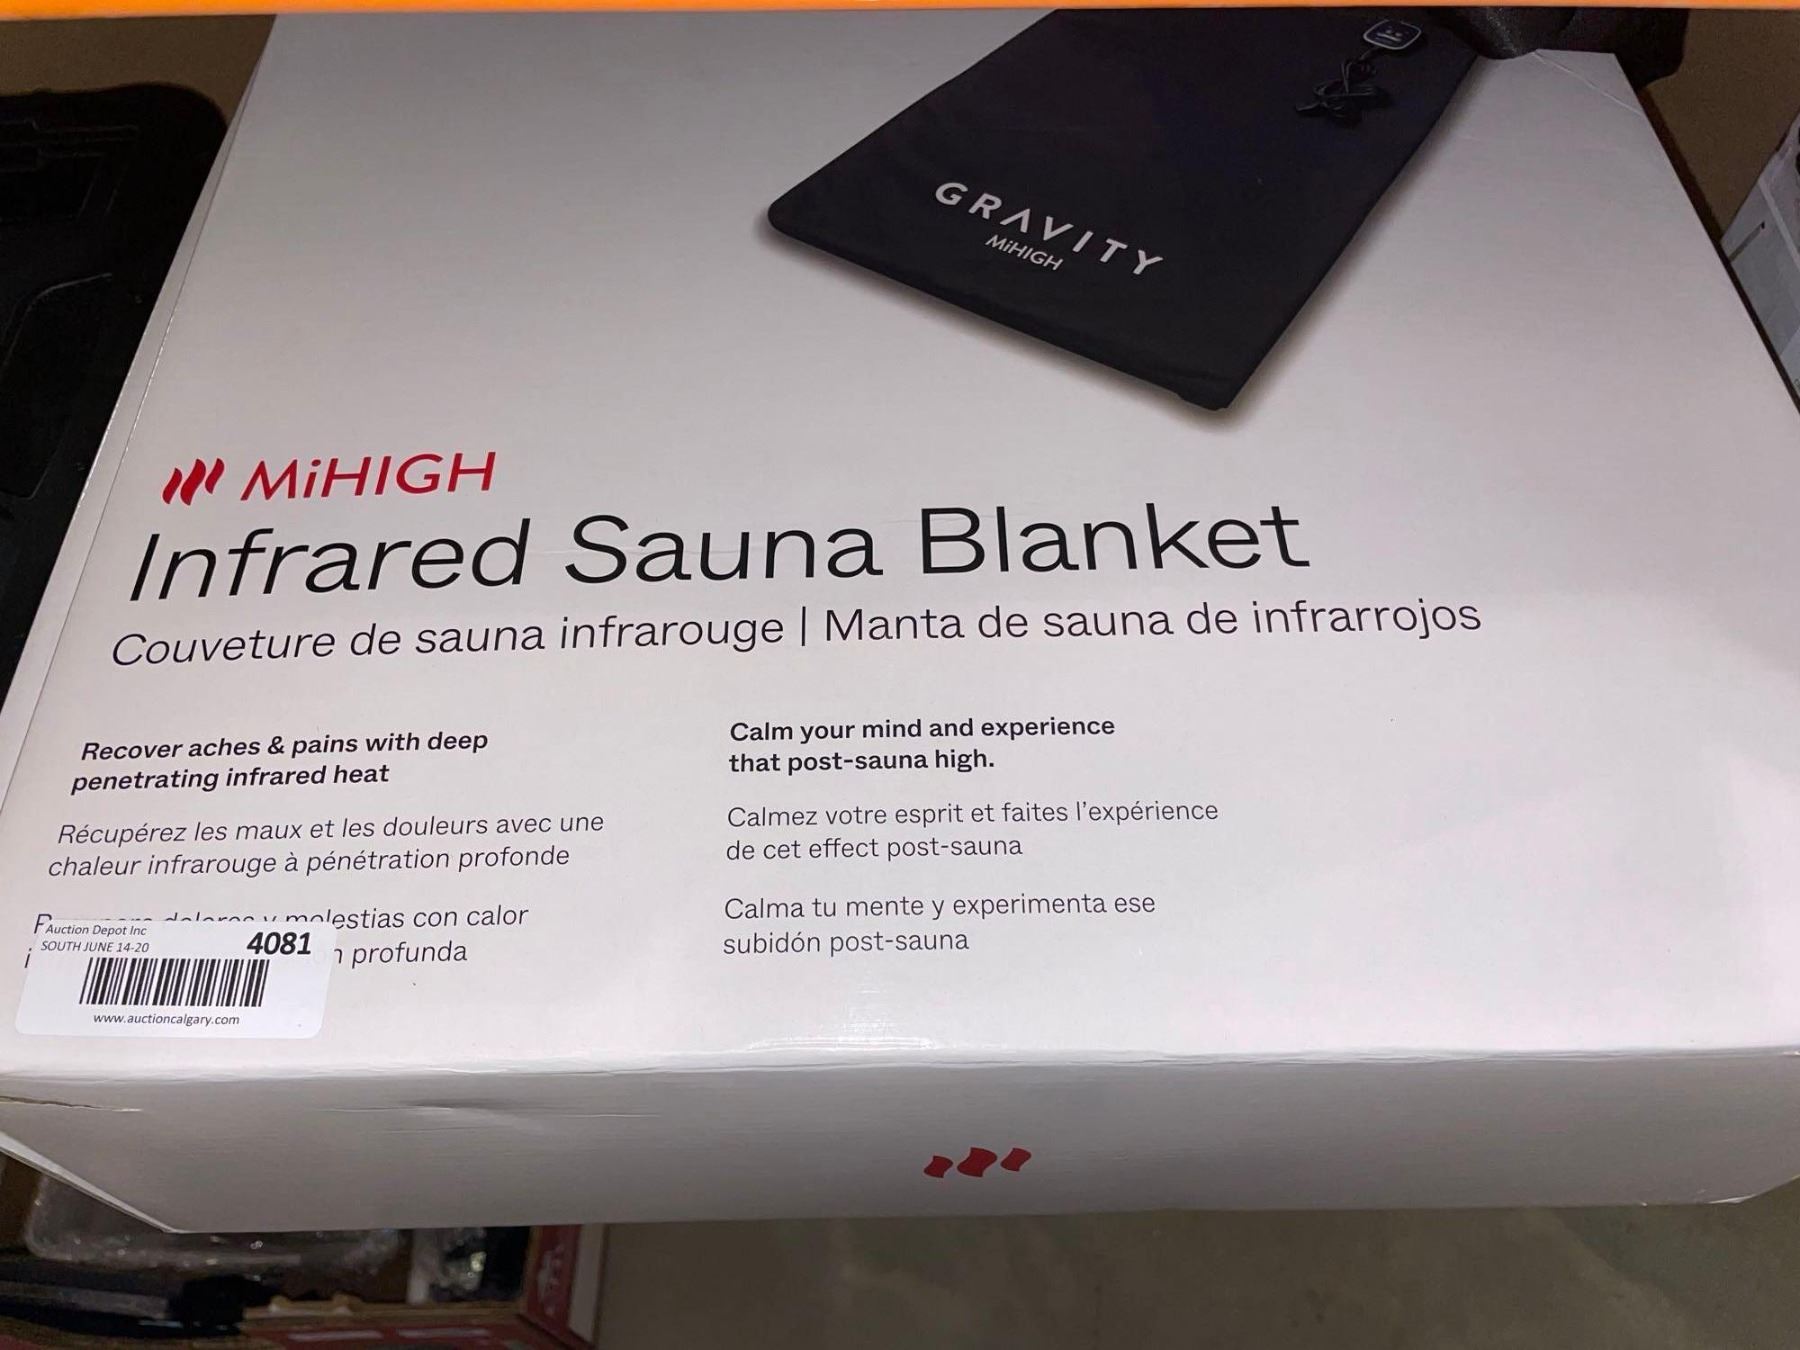 GRAVITY
MiHIGH
MiHIGH
Infrared Sauna Blanket
Couveture de sauna infrarouge | Manta de sauna de infrarrojos
Recover aches & pains with deep
penetrating infrared heat
Récupérez les maux et les douleurs avec une
chaleur infrarouge à pénétration profonde
y molestias con calor
profunda
Calm your mind and experience
that post-sauna high.
Calmez votre esprit et faites l'expérience
de cet effect post-sauna
Calma tu mente y experimenta ese
subidón post-sauna
Auction Depot Inc
SOUTH JUNE 14-20
4081
www.auctioncalgary.com